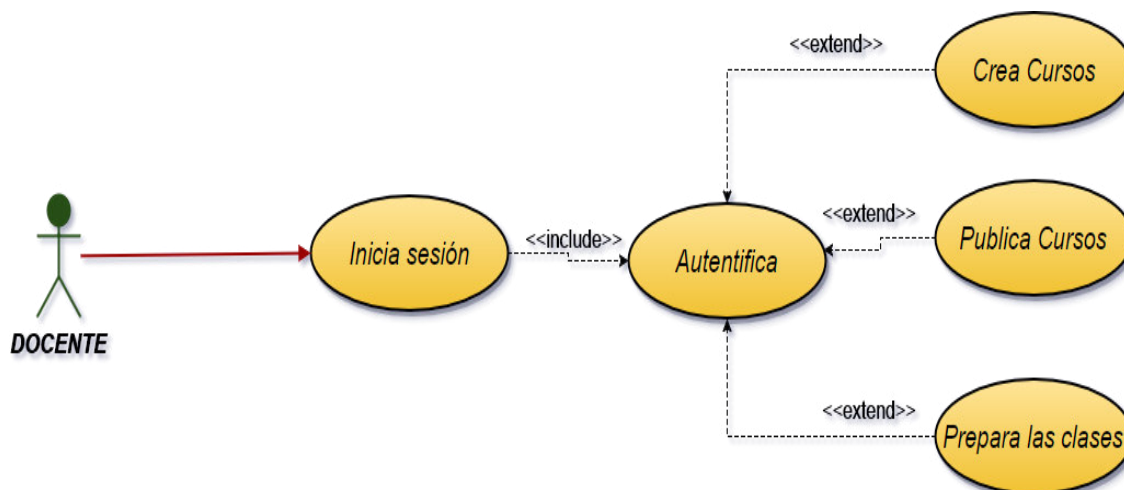 <<extend>>
Crea Cursos
<<extend>>
Publica Cursos
Inicia sesión
<<include>>
Autentifica
DOCENTE
<<extend>>
Prepara las clases